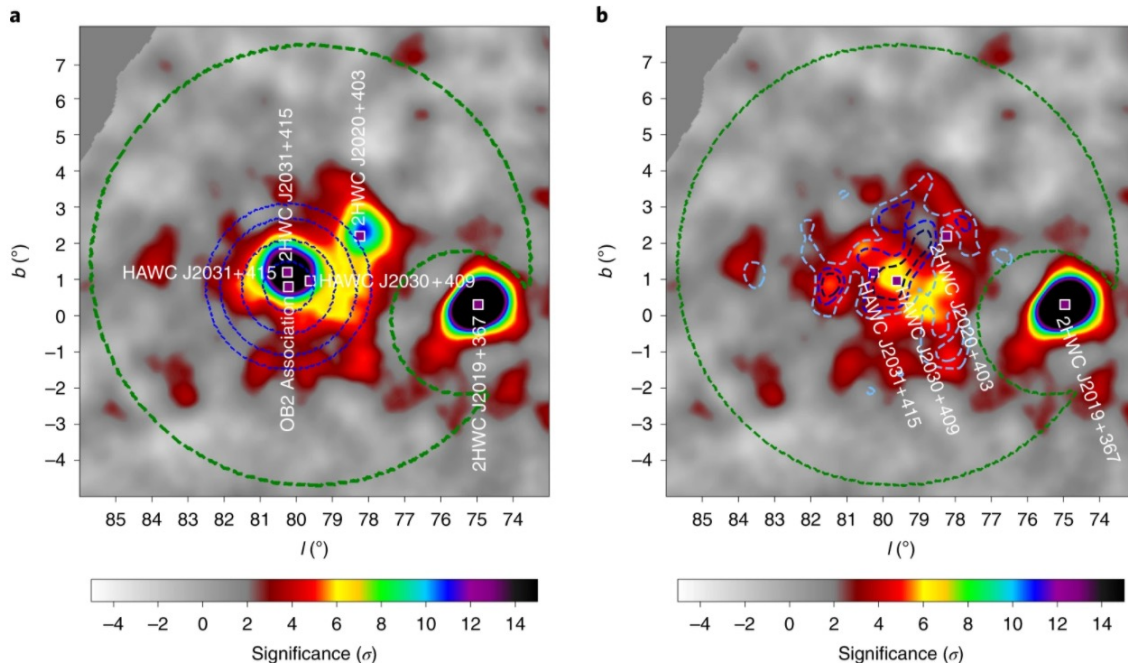 a
b
7
6
5
4
3
2
1
0
−1
−2
−3
−4
b (°)
85 84 83 82 81 80 79 78 77 76 75 74
l (°)
HAWC J2031+415
2HWC J2031+415
2HWC J2020+403
HAWC J2030+409
OB2 Association
2HWC J2019+367
−4 −2 0 2 4 6 8 10 12 14
Significance (σ)
7
6
5
4
3
2
1
0
−1
−2
−3
−4
b (°)
85 84 83 82 81 80 79 78 77 76 75 74
l (°)
HAWC J2031+415
HAWC J2030+409
2HWC J2020+403
2HWC J2019+367
−4 −2 0 2 4 6 8 10 12 14
Significance (σ)